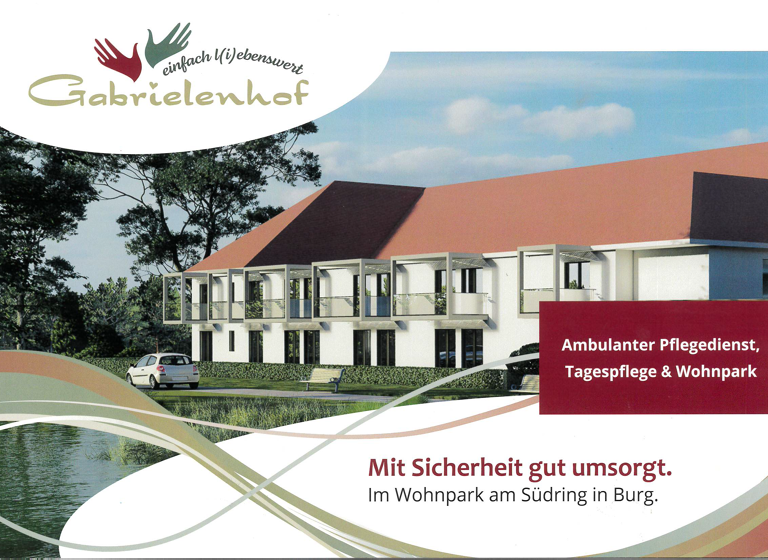 einfach l(i)ebenswert
Gabrielenhof
Ambulanter Pflegedienst,
Tagespflege & Wohnpark
Mit Sicherheit gut umsorgt.
Im Wohnpark am Südring in Burg.